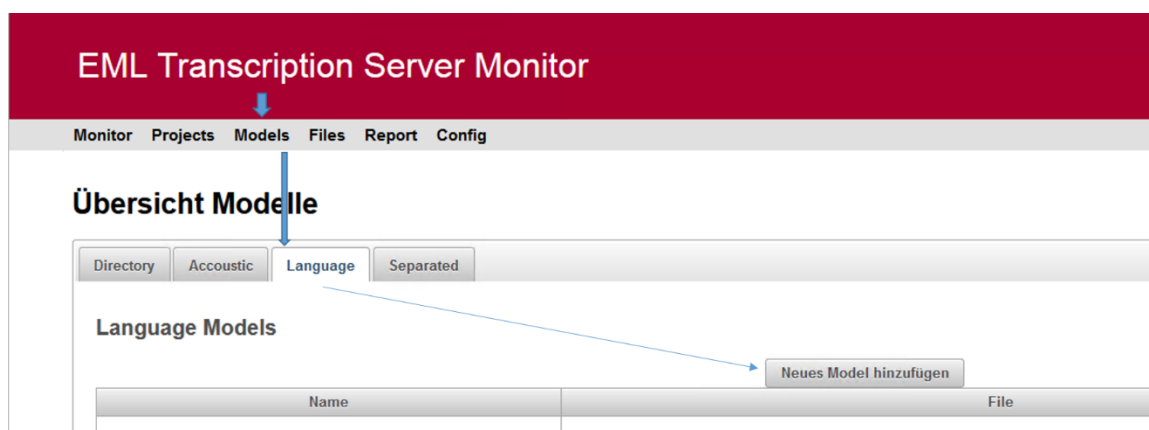 EML Transcription Server Monitor
Monitor Projects Models Files Report Config
Übersicht Modelle
Directory Accoustic Language Separated
Language Models
Neues Model hinzufügen
Name File